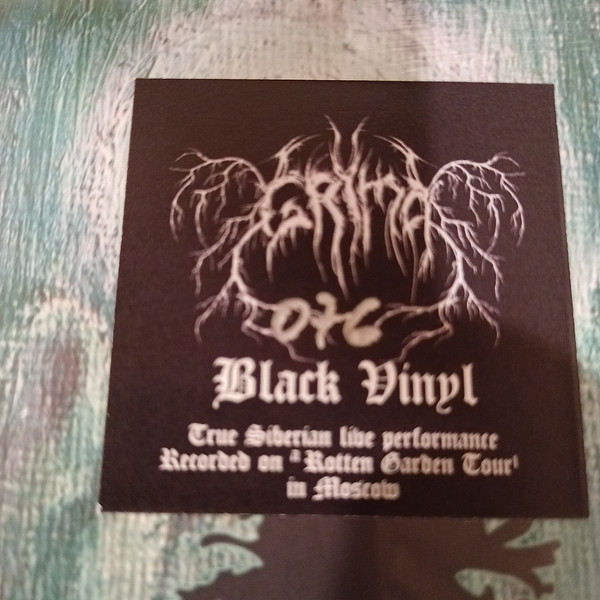 GRIMA
076
Black Vinyl
True Siberian live performance
Recorded on "Rotten Garden Tour"
in Moscow